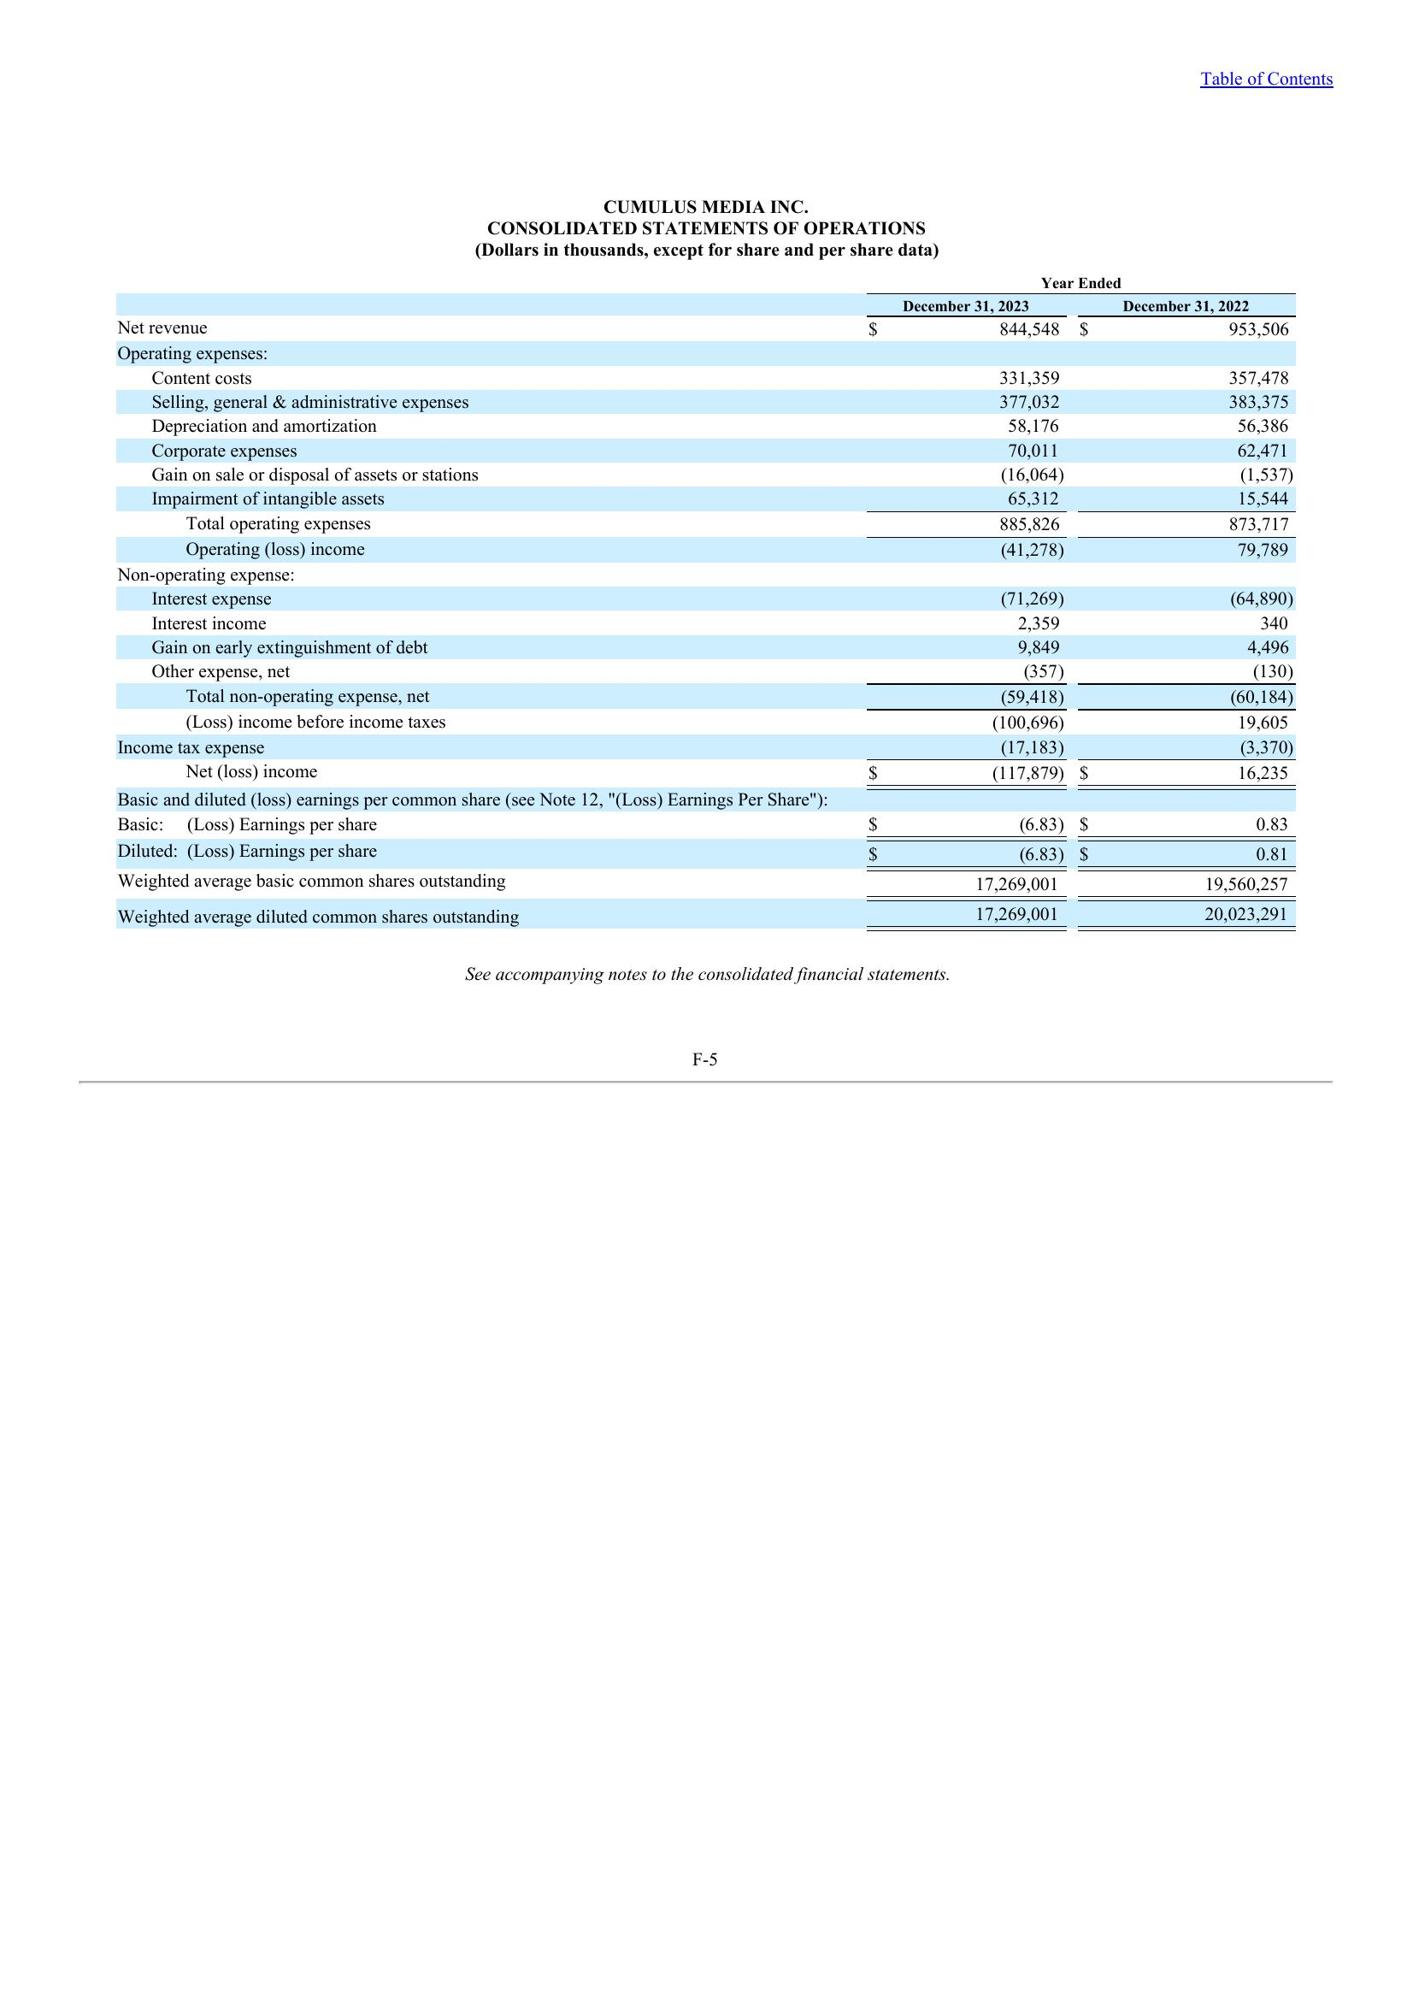 Table of Contents
CUMULUS MEDIA INC.
CONSOLIDATED STATEMENTS OF OPERATIONS
(Dollars in thousands, except for share and per share data)
Year Ended
December 31, 2023 December 31, 2022
Net revenue $ 844,548 $ 953,506
Operating expenses:
Content costs 331,359 357,478
Selling, general & administrative expenses 377,032 383,375
Depreciation and amortization 58,176 56,386
Corporate expenses 70,011 62,471
Gain on sale or disposal of assets or stations (16,064) (1,537)
Impairment of intangible assets 65,312 15,544
Total operating expenses 885,826 873,717
Operating (loss) income (41,278) 79,789
Non-operating expense:
Interest expense (71,269) (64,890)
Interest income 2,359 340
Gain on early extinguishment of debt 9,849 4,496
Other expense, net (357) (130)
Total non-operating expense, net (59,418) (60,184)
(Loss) income before income taxes (100,696) 19,605
Income tax expense (17,183) (3,370)
Net (loss) income $ (117,879) $ 16,235
Basic and diluted (loss) earnings per common share (see Note 12, "(Loss) Earnings Per Share"):
Basic: (Loss) Earnings per share $ (6.83) $ 0.83
Diluted: (Loss) Earnings per share $ (6.83) $ 0.81
Weighted average basic common shares outstanding 17,269,001 19,560,257
Weighted average diluted common shares outstanding 17,269,001 20,023,291
See accompanying notes to the consolidated financial statements.
F-5